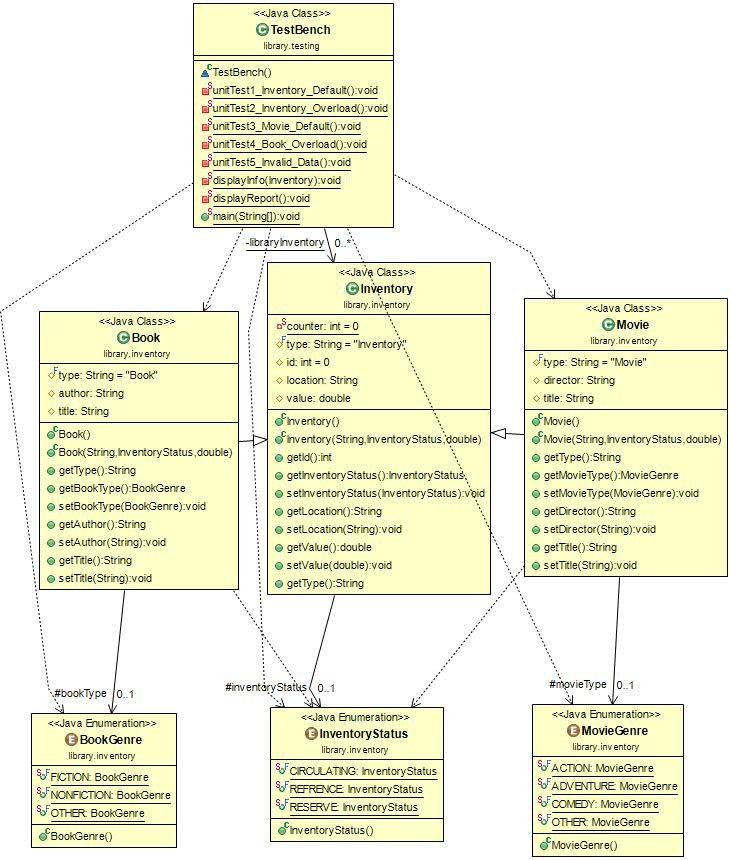 <<Java Class>>
TestBench
library.testing
TestBench()
unitTest1_Inventory_Default():void
unitTest2_Inventory_Overload():void
unitTest3_Movie_Default():void
unitTest4_Book_Overload():void
unitTest5_Invalid_Data():void
displayInfo(Inventory):void
displayReport():void
main(String[]):void
-libraryInventory 0..*
<<Java Class>>
Book
library.inventory
type: String = "Book"
author: String
title: String
Book()
Book(String,InventoryStatus,double)
getType():String
getBookType():BookGenre
setBookType(BookGenre):void
getAuthor():String
setAuthor(String):void
getTitle():String
setTitle(String):void
<<Java Class>>
Inventory
library.inventory
counter: int = 0
type: String = "Inventory"
id: int = 0
location: String
value: double
Inventory()
Inventory(String,InventoryStatus,double)
getId():int
getInventoryStatus():InventoryStatus
setInventoryStatus(InventoryStatus):void
getLocation():String
setLocation(String):void
getValue():double
setValue(double):void
getType():String
<<Java Class>>
Movie
library.inventory
type: String = "Movie"
director: String
title: String
Movie()
Movie(String,InventoryStatus,double)
getType():String
getMovieType():MovieGenre
setMovieType(MovieGenre):void
getDirector():String
setDirector(String):void
getTitle():String
setTitle(String):void
#bookType 0..1
#inventoryStatus 0..1
#movieType 0..1
<<Java Enumeration>>
BookGenre
library.inventory
FICTION: BookGenre
NONFICTION: BookGenre
OTHER: BookGenre
BookGenre()
<<Java Enumeration>>
InventoryStatus
library.inventory
CIRCULATING: InventoryStatus
REFRENCE: InventoryStatus
RESERVE: InventoryStatus
InventoryStatus()
<<Java Enumeration>>
MovieGenre
library.inventory
ACTION: MovieGenre
ADVENTURE: MovieGenre
COMEDY: MovieGenre
OTHER: MovieGenre
MovieGenre()